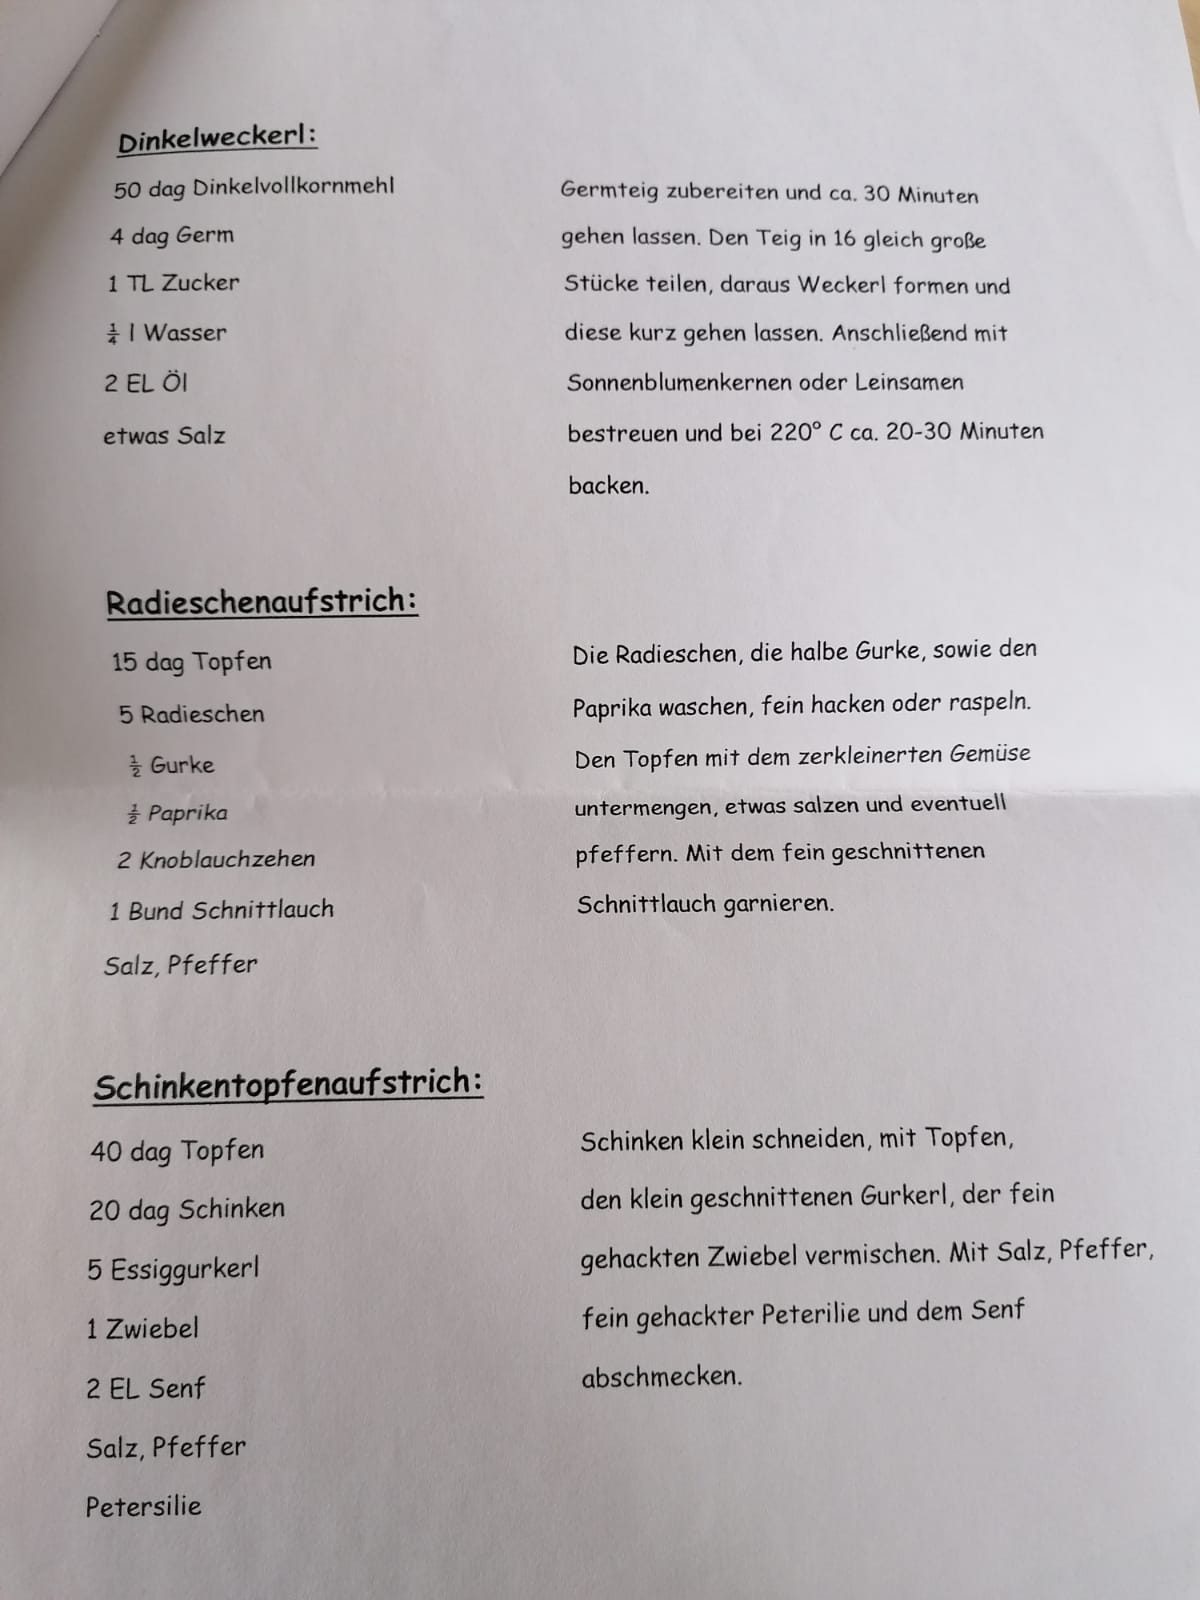 Dinkelweckerl:
50 dag Dinkelvollkornmehl
4 dag Germ
1 TL Zucker
¼ l Wasser
2 EL Öl
etwas Salz
Germteig zubereiten und ca. 30 Minuten
gehen lassen. Den Teig in 16 gleich große
Stücke teilen, daraus Weckerl formen und
diese kurz gehen lassen. Anschließend mit
Sonnenblumenkernen oder Leinsamen
bestreuen und bei 220° C ca. 20-30 Minuten
backen.
Radieschenaufstrich:
15 dag Topfen
5 Radieschen
½ Gurke
½ Paprika
2 Knoblauchzehen
1 Bund Schnittlauch
Salz, Pfeffer
Die Radieschen, die halbe Gurke, sowie den
Paprika waschen, fein hacken oder raspeln.
Den Topfen mit dem zerkleinerten Gemüse
untermengen, etwas salzen und eventuell
pfeffern. Mit dem fein geschnittenen
Schnittlauch garnieren.
Schinkentopfenaufstrich:
40 dag Topfen
20 dag Schinken
5 Essiggurkerl
1 Zwiebel
2 EL Senf
Salz, Pfeffer
Petersilie
Schinken klein schneiden, mit Topfen,
den klein geschnittenen Gurkerl, der fein
gehackten Zwiebel vermischen. Mit Salz, Pfeffer,
fein gehackter Peterilie und dem Senf
abschmecken.